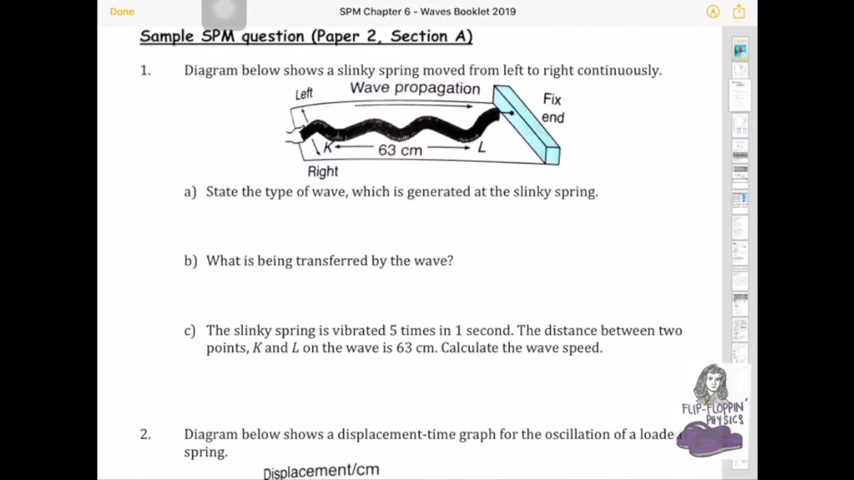 Done
SPM Chapter 6 - Waves Booklet 2019
Sample SPM question (Paper 2, Section A)
1. Diagram below shows a slinky spring moved from left to right continuously.
Left
Wave propagation
Fix
end
K
63 cm
L
Right
a) State the type of wave, which is generated at the slinky spring.
b) What is being transferred by the wave?
c) The slinky spring is vibrated 5 times in 1 second. The distance between two
points, K and L on the wave is 63 cm. Calculate the wave speed.
FLIP-FLOPPIN'
PHYSICS
2. Diagram below shows a displacement-time graph for the oscillation of a loade
spring.
Displacement/cm